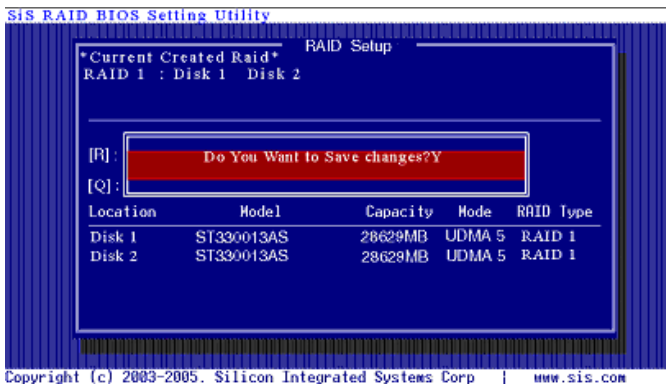 SiS RAID BIOS Setting Utility
RAID Setup
*Current Created Raid*
RAID 1 : Disk 1 Disk 2
[R] :
Do You Want to Save changes?Y
[Q] :
Location Model Capacity Mode RAID Type
Disk 1 ST330013AS 28629MB UDMA 5 RAID 1
Disk 2 ST330013AS 28629MB UDMA 5 RAID 1
Copyright (c) 2003-2005. Silicon Integrated Systems Corp | www.sis.com